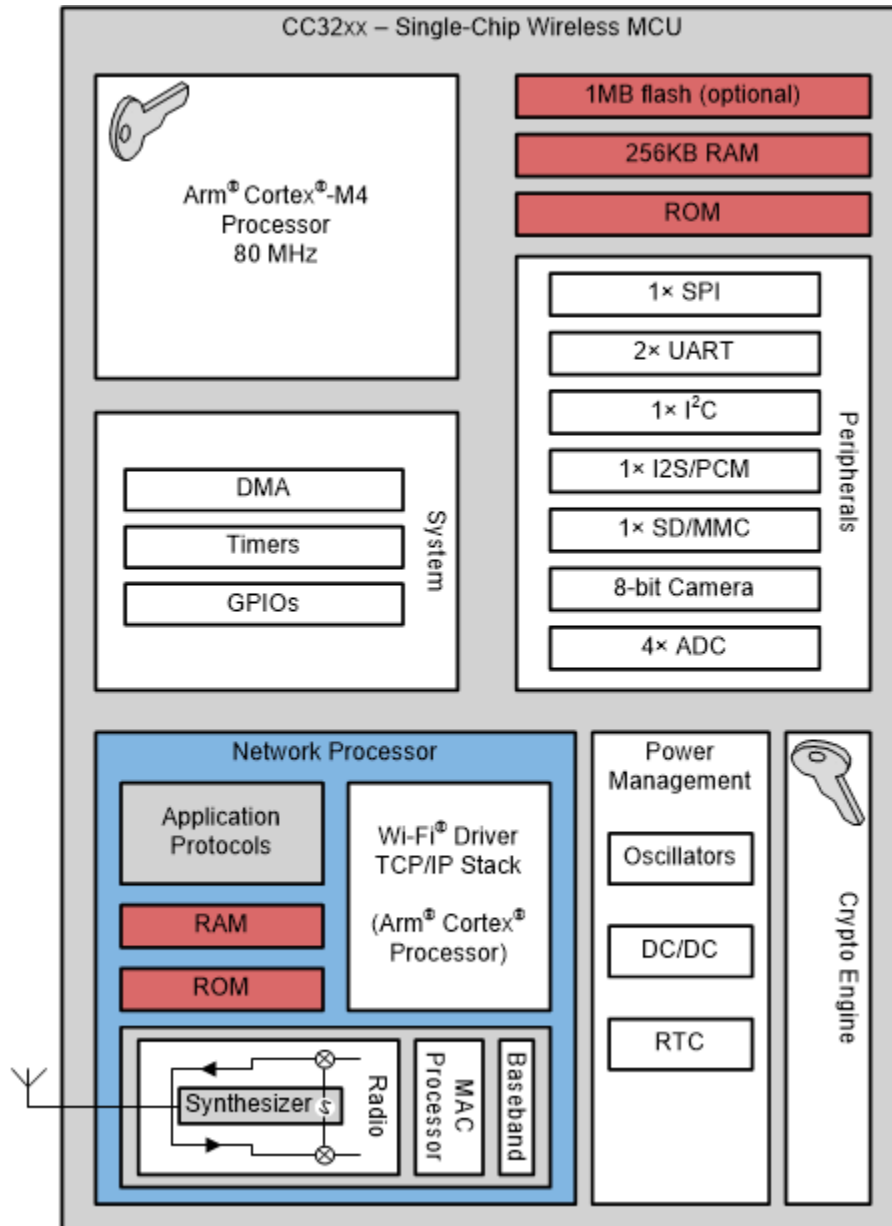 CC32xx – Single-Chip Wireless MCU
Arm® Cortex®-M4
Processor
80 MHz
1MB flash (optional)
256KB RAM
ROM
1× SPI
2× UART
1× I²C
1× I2S/PCM
1× SD/MMC
8-bit Camera
4× ADC
Peripherals
DMA
Timers
GPIOs
System
Network Processor
Application
Protocols
RAM
ROM
Wi-Fi® Driver
TCP/IP Stack
(Arm® Cortex®
Processor)
Synthesizer
Radio
MAC
Processor
Baseband
Power
Management
Oscillators
DC/DC
RTC
Crypto Engine